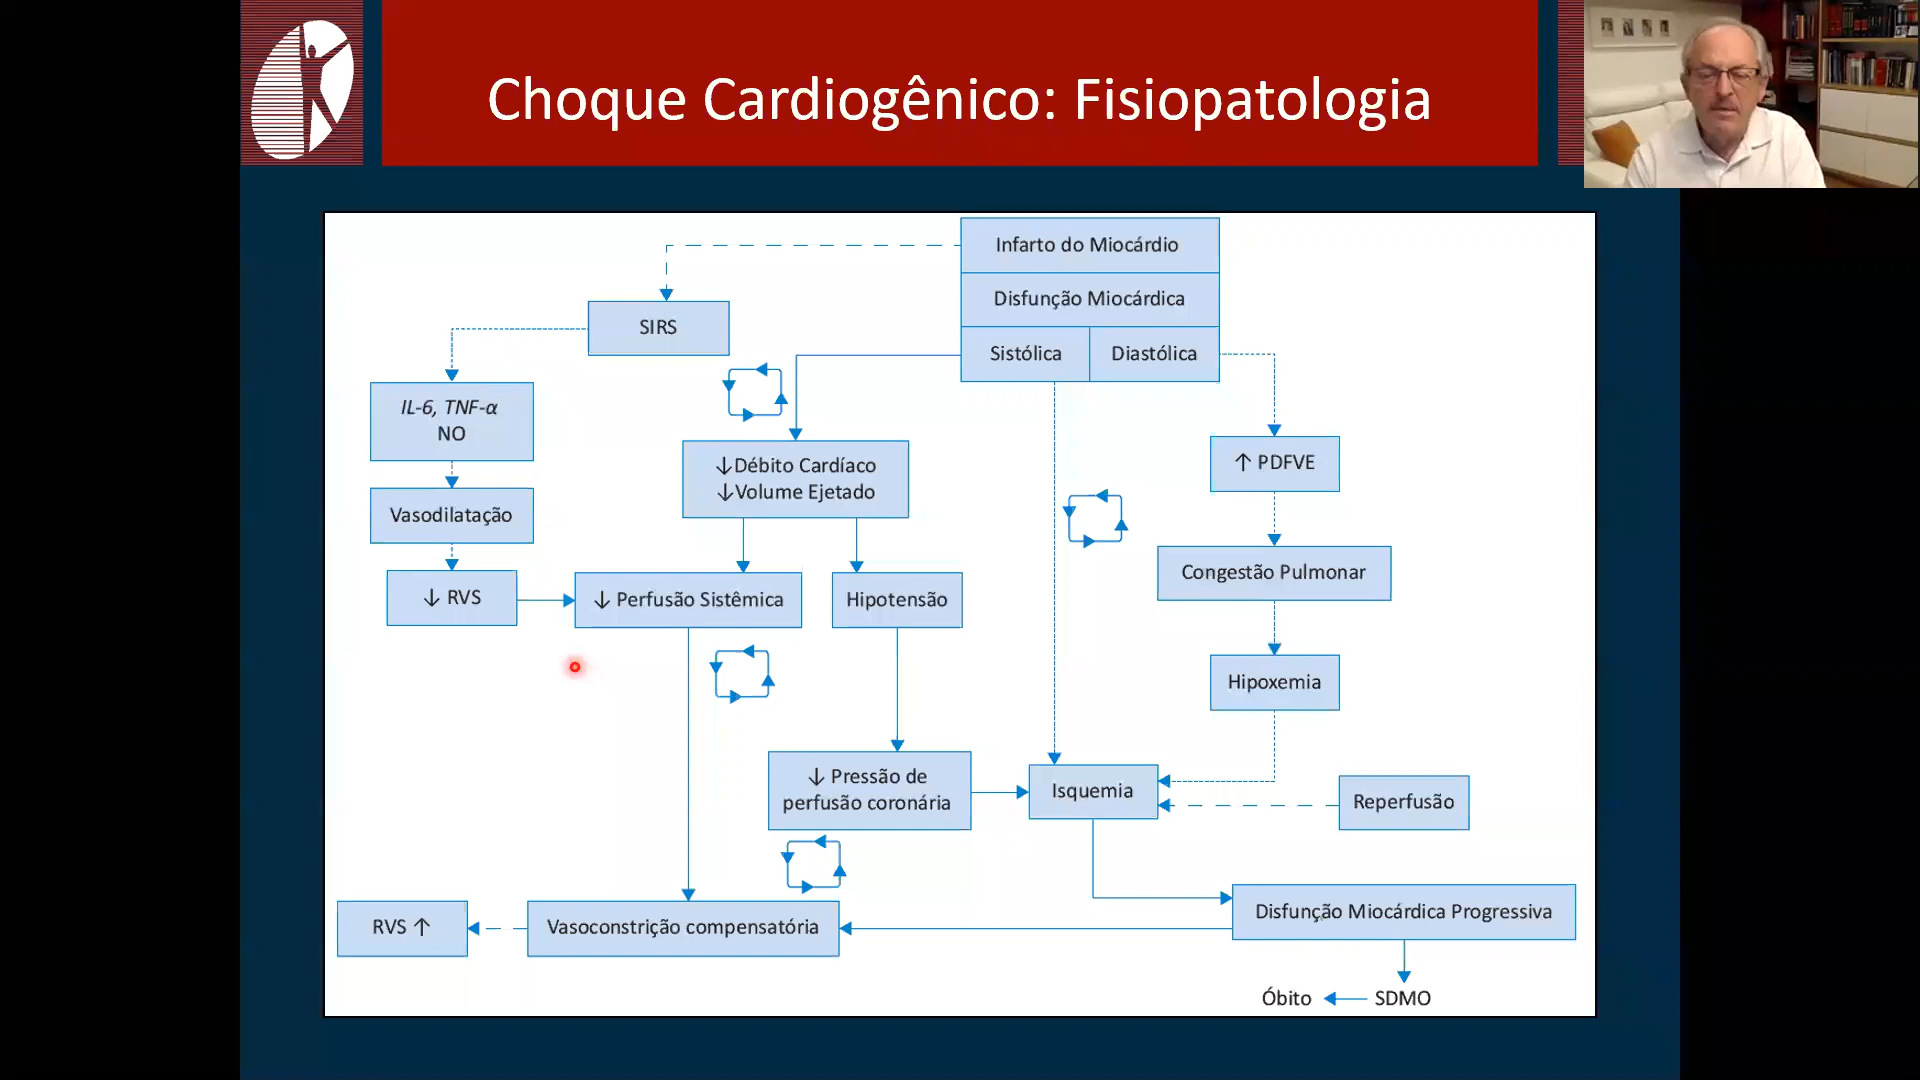 Choque Cardiogênico: Fisiopatologia
Infarto do Miocárdio
Disfunção Miocárdica
Sistólica
Diastólica
SIRS
IL-6, TNF-α
NO
Vasodilatação
↓ RVS
↓Débito Cardíaco
↓Volume Ejetado
↓ Perfusão Sistêmica
Hipotensão
↑ PDFVE
Congestão Pulmonar
Hipoxemia
↓ Pressão de
perfusão coronária
Isquemia
Reperfusão
RVS ↑
Vasoconstrição compensatória
Disfunção Miocárdica Progressiva
Óbito
SDMO